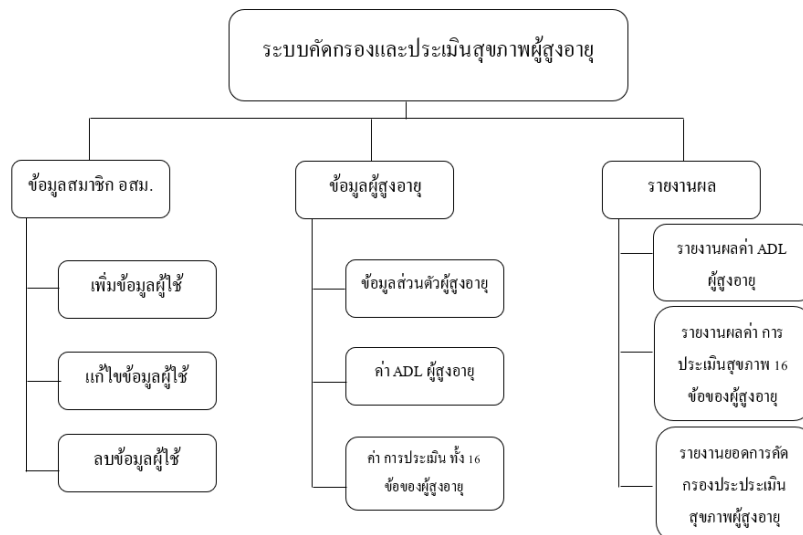 ระบบคัดกรองและประเมินสุขภาพผู้สูงอายุ
ข้อมูลสมาชิก อสม.
เพิ่มข้อมูลผู้ใช้
แก้ไขข้อมูลผู้ใช้
ลบข้อมูลผู้ใช้
ข้อมูลผู้สูงอายุ
ข้อมูลส่วนตัวผู้สูงอายุ
ค่า ADL ผู้สูงอายุ
ค่า การประเมิน ทั้ง 16
ข้อของผู้สูงอายุ
รายงานผล
รายงานผลค่า ADL
ผู้สูงอายุ
รายงานผลค่า การ
ประเมินสุขภาพ 16
ข้อของผู้สูงอายุ
รายงานยอดการคัด
กรองประประเมิน
สุขภาพผู้สูงอายุ